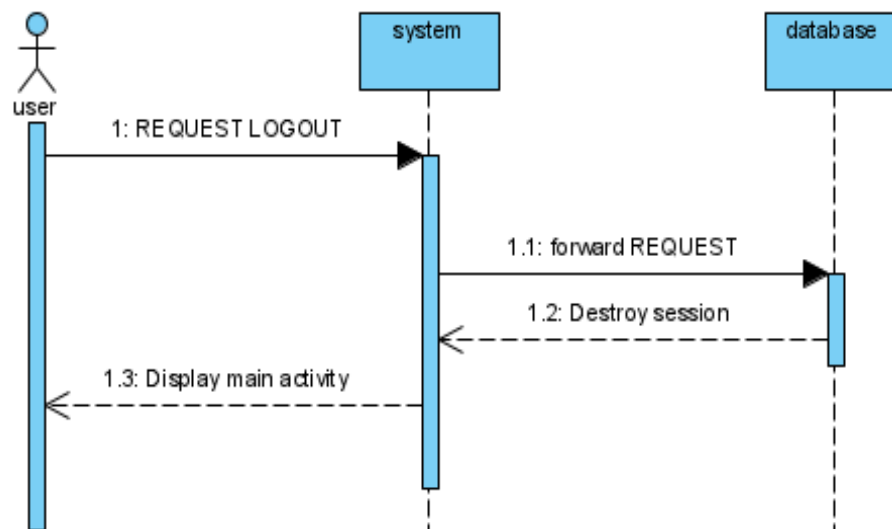 system
database
user
1: REQUEST LOGOUT
1.1: forward REQUEST
1.2: Destroy session
1.3: Display main activity